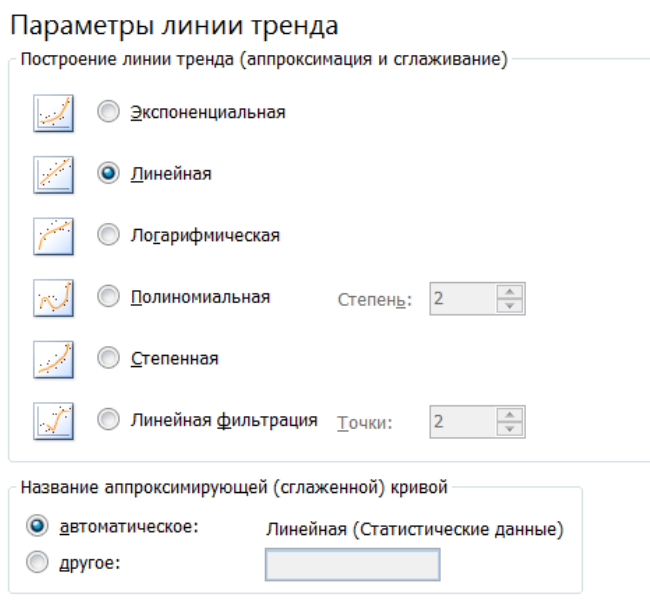 Параметры линии тренда
Построение линии тренда (аппроксимация и сглаживание)
Экспоненциальная
Линейная
Логарифмическая
Полиномиальная Степень: 2
Степенная
Линейная фильтрация Точки: 2
Название аппроксимирующей (сглаженной) кривой
автоматическое: Линейная (Статистические данные)
другое: